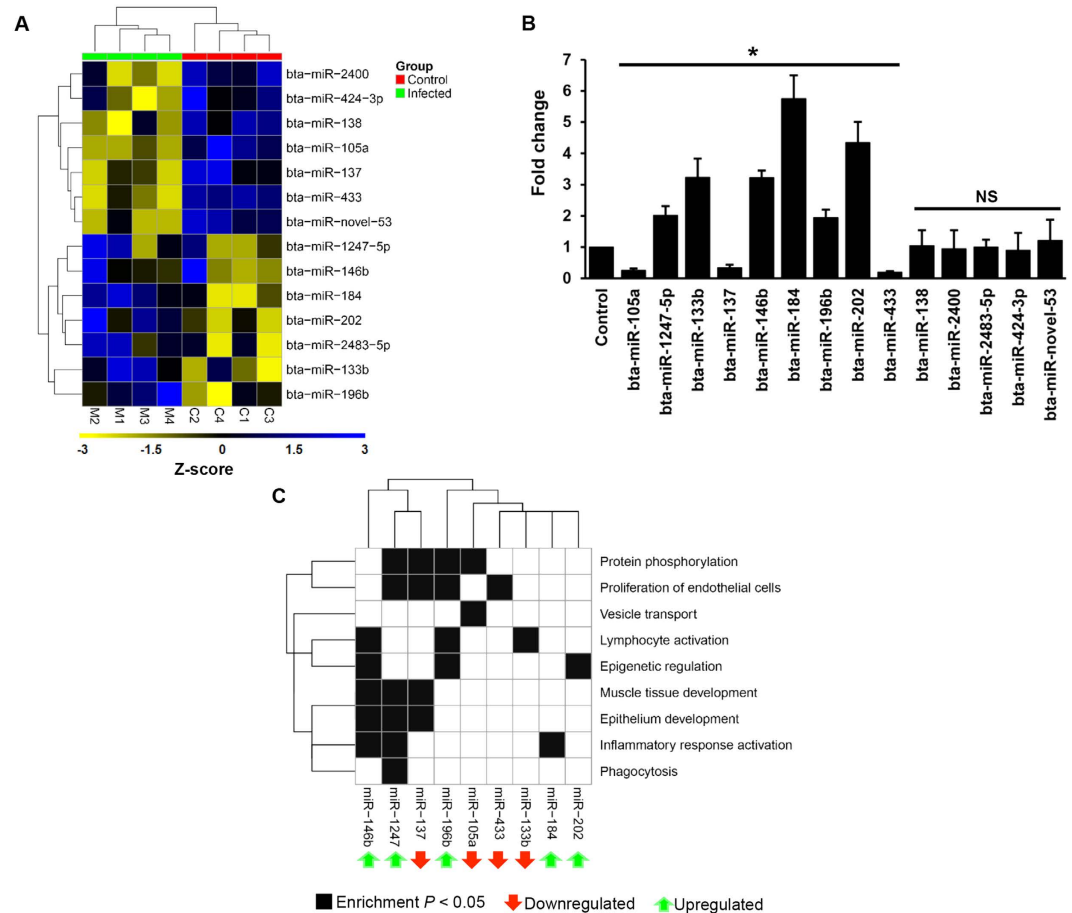 A
Group
Control
Infected
bta-miR-2400
bta-miR-424-3p
bta-miR-138
bta-miR-105a
bta-miR-137
bta-miR-433
bta-miR-novel-53
bta-miR-1247-5p
bta-miR-146b
bta-miR-184
bta-miR-202
bta-miR-2483-5p
bta-miR-133b
bta-miR-196b
M2 M1 M3 M4 C2 C4 C1 C3
-3 -1.5 0 1.5 3
Z-score
B
*
NS
Fold change
7
6
5
4
3
2
1
0
Control
bta-miR-105a
bta-miR-1247-5p
bta-miR-133b
bta-miR-137
bta-miR-146b
bta-miR-184
bta-miR-196b
bta-miR-202
bta-miR-433
bta-miR-138
bta-miR-2400
bta-miR-2483-5p
bta-miR-424-3p
bta-miR-novel-53
C
Protein phosphorylation
Proliferation of endothelial cells
Vesicle transport
Lymphocyte activation
Epigenetic regulation
Muscle tissue development
Epithelium development
Inflammatory response activation
Phagocytosis
miR-146b
miR-1247
miR-137
miR-196b
miR-105a
miR-433
miR-133b
miR-184
miR-202
Enrichment P < 0.05 Downregulated Upregulated